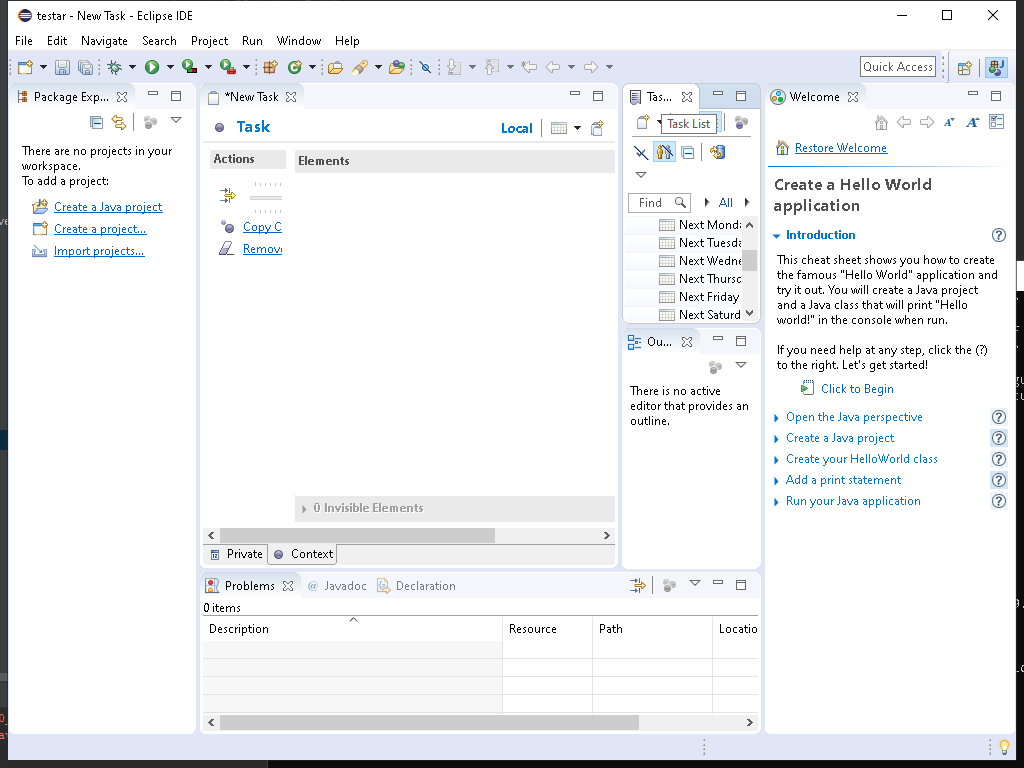 testar - New Task - Eclipse IDE
File Edit Navigate Search Project Run Window Help
Quick Access
Package Exp...
There are no projects in your
workspace.
To add a project:
Create a Java project
Create a project...
Import projects...
*New Task
Task
Local
Actions
Elements
Copy C
Remov
0 Invisible Elements
Private
Context
Tas...
Task List
Find
All
Next Mond
Next Tuesda
Next Wedne
Next Thursc
Next Friday
Next Saturd
Ou...
There is no active
editor that provides an
outline.
Problems
@ Javadoc
Declaration
0 items
Description Resource Path Locatio
Welcome
Restore Welcome
Create a Hello World
application
Introduction
This cheat sheet shows you how to create
the famous "Hello World" application and
try it out. You will create a Java project
and a Java class that will print "Hello
world!" in the console when run.
If you need help at any step, click the (?)
to the right. Let's get started!
Click to Begin
Open the Java perspective
Create a Java project
Create your HelloWorld class
Add a print statement
Run your Java application